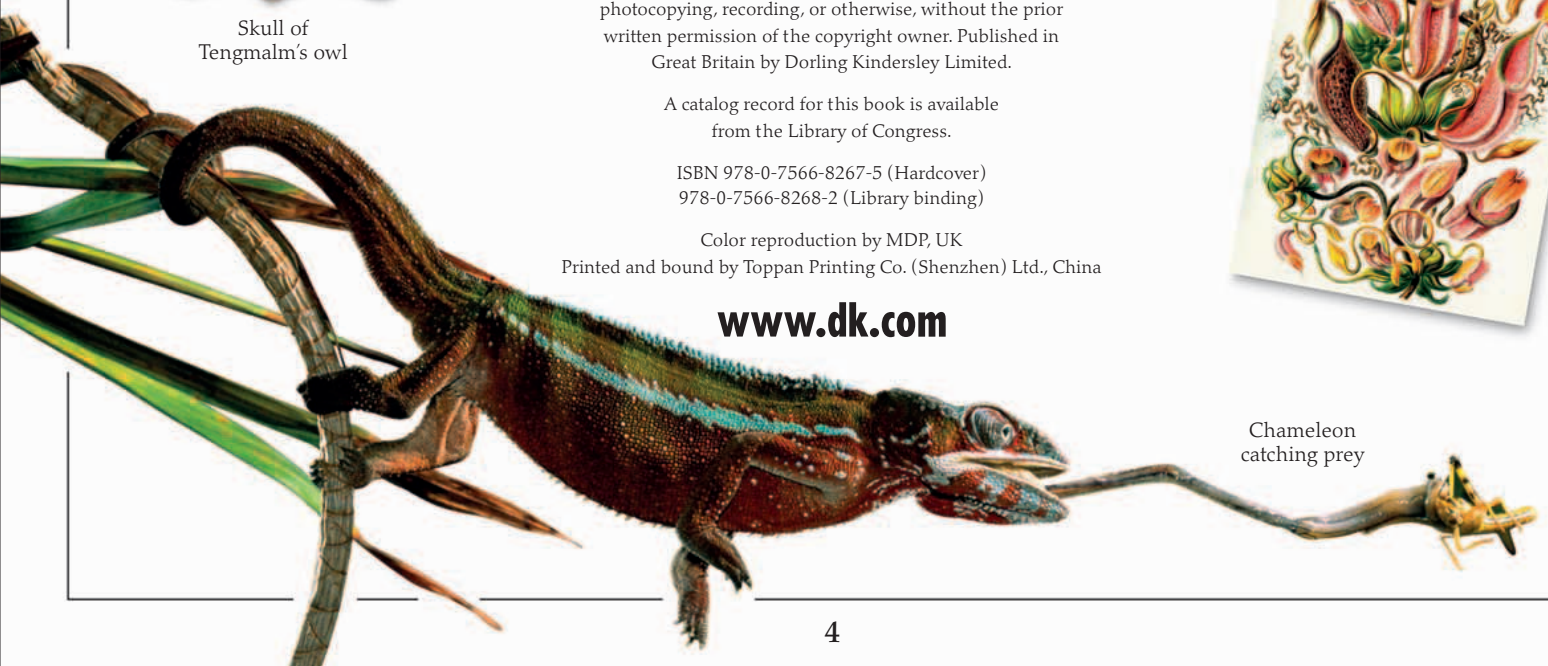 Skull of
Tengmalm's owl
photocopying, recording, or otherwise, without the prior
written permission of the copyright owner. Published in
Great Britain by Dorling Kindersley Limited.
A catalog record for this book is available
from the Library of Congress.
ISBN 978-0-7566-8267-5 (Hardcover)
978-0-7566-8268-2 (Library binding)
Color reproduction by MDP, UK
Printed and bound by Toppan Printing Co. (Shenzhen) Ltd., China
www.dk.com
Chameleon
catching prey
4